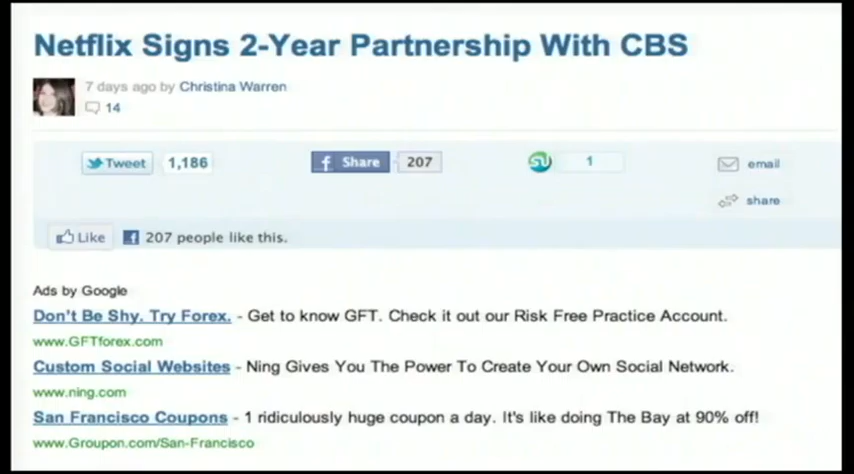 Netflix Signs 2-Year Partnership With CBS
7 days ago by Christina Warren
14
Tweet 1,186 f Share 207 1 email
share
Like f 207 people like this.
Ads by Google
Don't Be Shy. Try Forex. - Get to know GFT. Check it out our Risk Free Practice Account.
www.GFTforex.com
Custom Social Websites - Ning Gives You The Power To Create Your Own Social Network.
www.ning.com
San Francisco Coupons - 1 ridiculously huge coupon a day. It's like doing The Bay at 90% off!
www.Groupon.com/San-Francisco